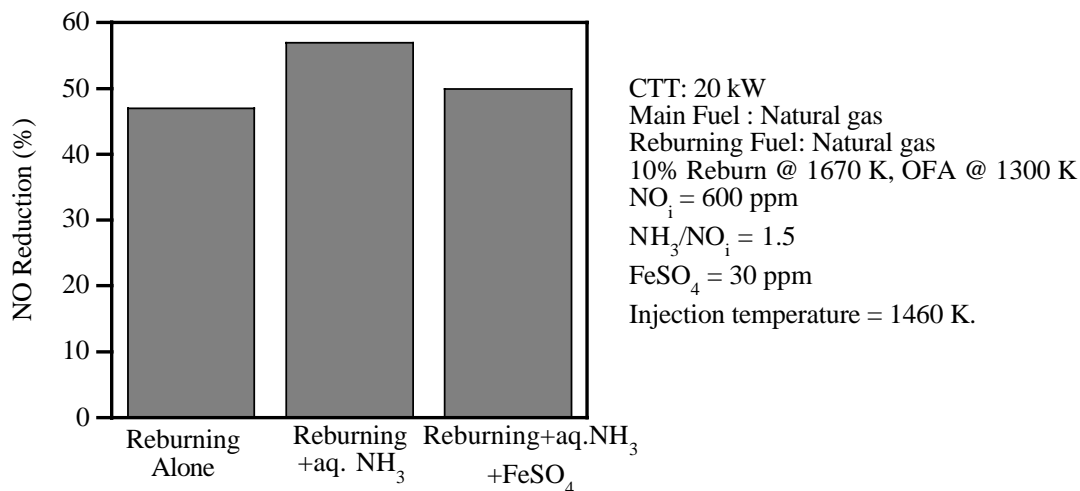 60
50
40
30
20
10
0
NO Reduction (%)
Reburning
Alone
Reburning
+aq. NH₃
Reburning+aq.NH₃
+FeSO₄
CTT: 20 kW
Main Fuel : Natural gas
Reburning Fuel: Natural gas
10% Reburn @ 1670 K, OFA @ 1300 K
NOᵢ = 600 ppm
NH₃/NOᵢ = 1.5
FeSO₄ = 30 ppm
Injection temperature = 1460 K.